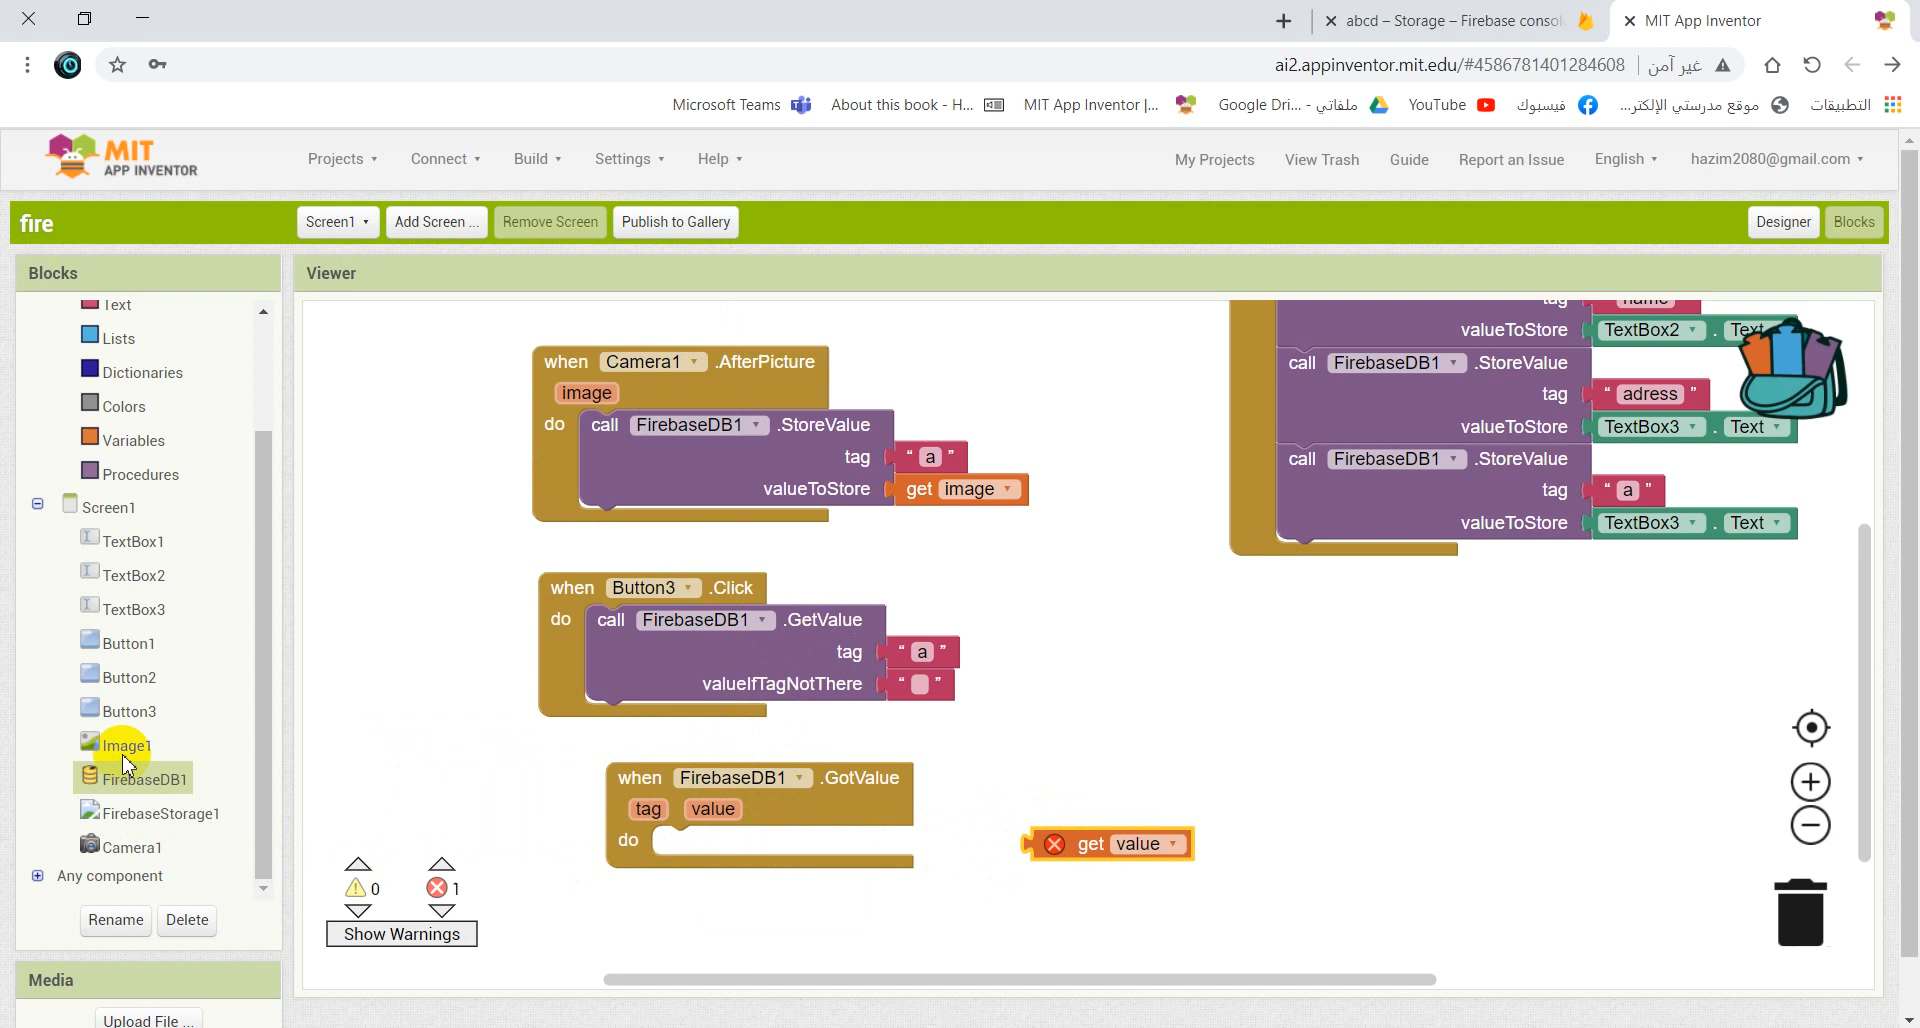 abcd – Storage – Firebase consol
MIT App Inventor
ai2.appinventor.mit.edu/#4586781401284608
غير آمن
Microsoft Teams
About this book - H...
MIT App Inventor |...
Google Dri... - ملفاتي
YouTube
فيسبوك
موقع مدرستي الإلكتر...
التطبيقات
MIT
APP INVENTOR
Projects
Connect
Build
Settings
Help
My Projects
View Trash
Guide
Report an Issue
English
hazim2080@gmail.com
fire
Screen1
Add Screen ...
Remove Screen
Publish to Gallery
Designer
Blocks
Blocks
Viewer
Text
Lists
Dictionaries
Colors
Variables
Procedures
Screen1
TextBox1
TextBox2
TextBox3
Button1
Button2
Button3
Image1
FirebaseDB1
FirebaseStorage1
Camera1
Any component
Rename
Delete
Media
Upload File ...
when Camera1 .AfterPicture
image
do call FirebaseDB1 .StoreValue
tag " a "
valueToStore get image
when Button3 .Click
do call FirebaseDB1 .GetValue
tag " a "
valueIfTagNotThere " "
when FirebaseDB1 .GotValue
tag value
do
get value
tag name
valueToStore TextBox2 . Text
call FirebaseDB1 .StoreValue
tag " adress "
valueToStore TextBox3 . Text
call FirebaseDB1 .StoreValue
tag " a "
valueToStore TextBox3 . Text
0
1
Show Warnings